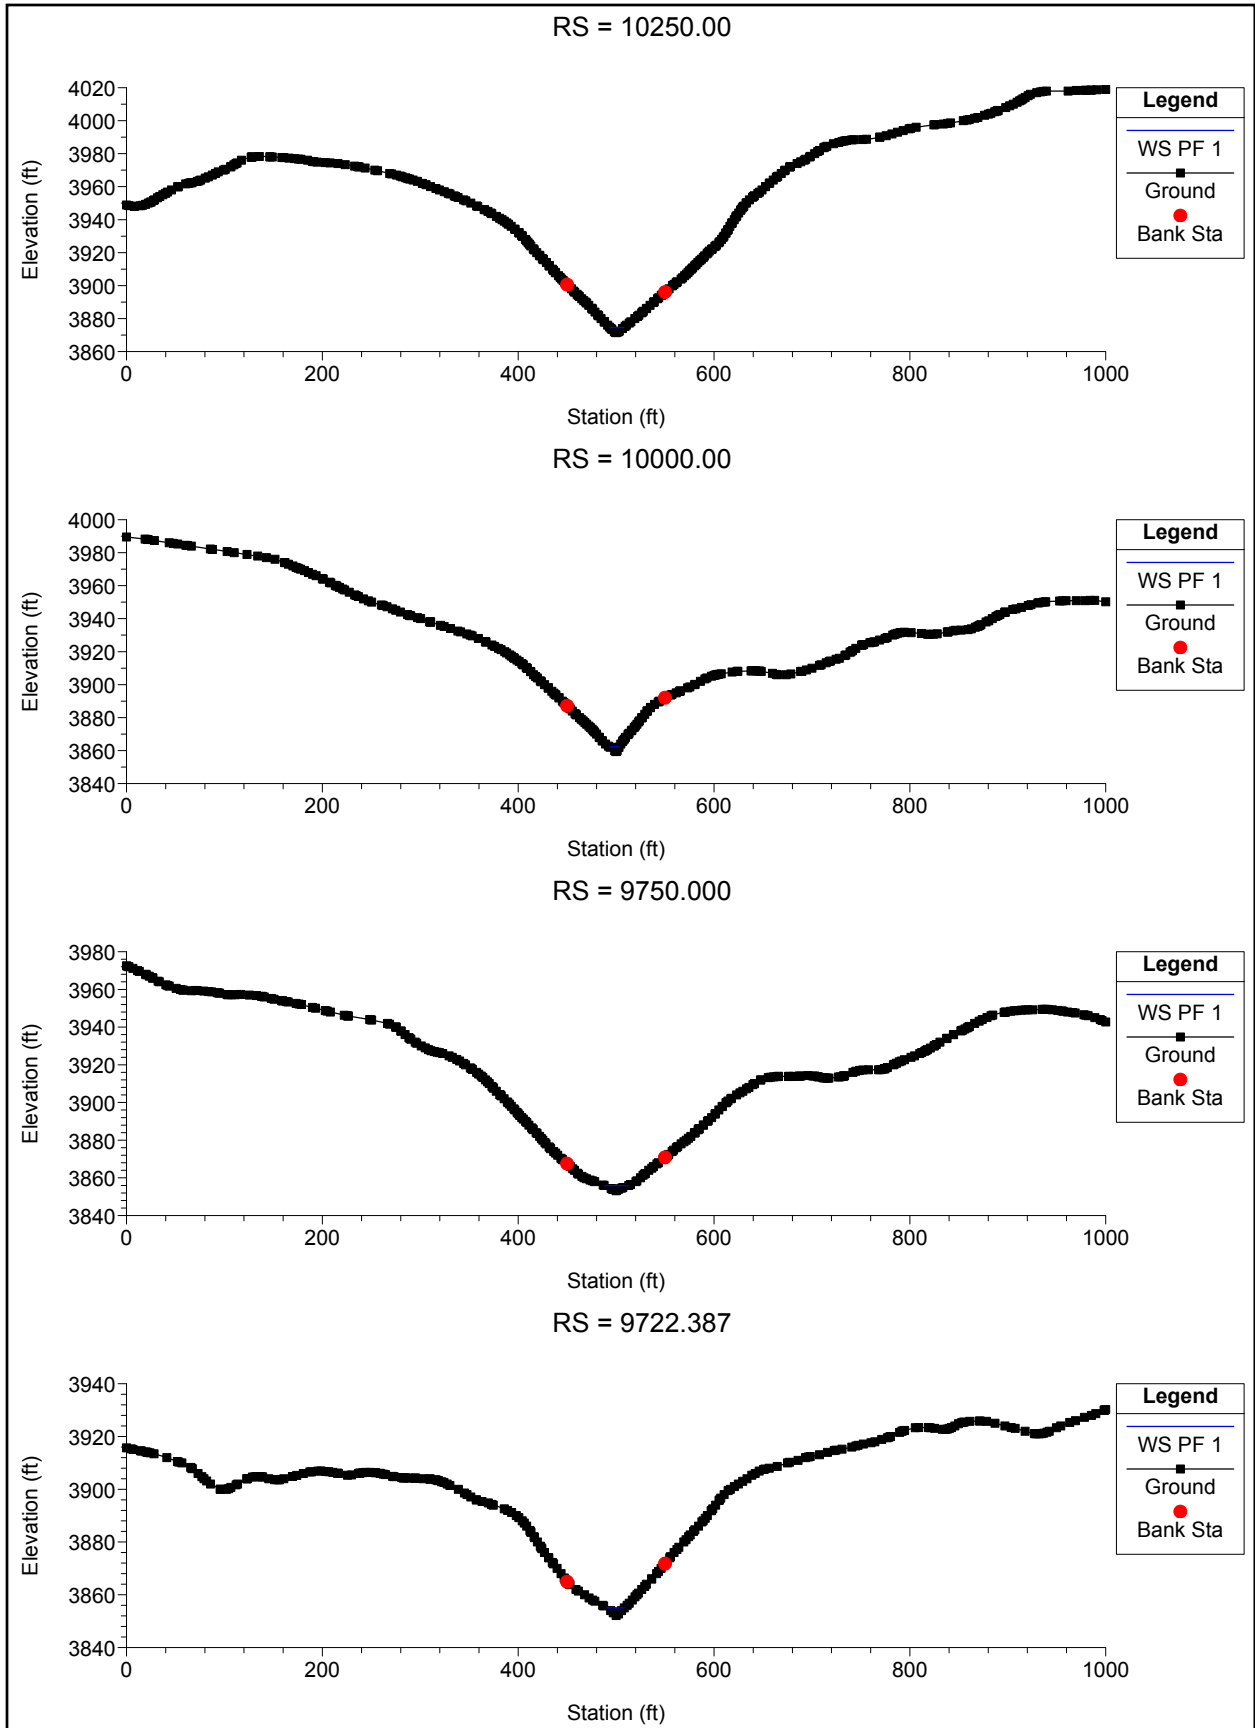 RS = 10250.00
4020
4000
3980
3960
3940
3920
3900
3880
3860
Elevation (ft)
0 200 400 600 800 1000
Station (ft)
Legend
WS PF 1
Ground
Bank Sta
RS = 10000.00
4000
3980
3960
3940
3920
3900
3880
3860
3840
Elevation (ft)
0 200 400 600 800 1000
Station (ft)
Legend
WS PF 1
Ground
Bank Sta
RS = 9750.000
3980
3960
3940
3920
3900
3880
3860
3840
Elevation (ft)
0 200 400 600 800 1000
Station (ft)
Legend
WS PF 1
Ground
Bank Sta
RS = 9722.387
3940
3920
3900
3880
3860
3840
Elevation (ft)
0 200 400 600 800 1000
Station (ft)
Legend
WS PF 1
Ground
Bank Sta